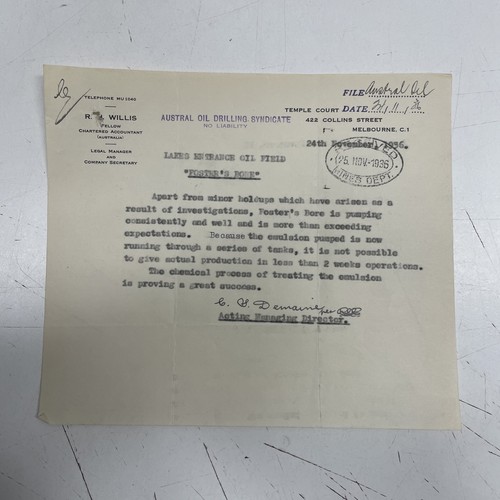 FILE Austral Oil
TELEPHONE MU 1040
TEMPLE COURT DATE
R. WILLIS
AUSTRAL OIL DRILLING SYNDICATE
422 COLLINS STREET
FELLOW
NO LIABILITY
CHARTERED ACCOUNTANT
MELBOURNE, C.1
(AUSTRALIA)
24th November, 1936.
LEGAL MANAGER
AND
COMPANY SECRETARY
RECEIVED
25. NOV. 1936
MINES DEPT.
LAKES ENTRANCE OIL FIELD
"FOSTER'S BORE"
Apart from minor holdups which have arisen as a
result of investigations, Foster's Bore is pumping
consistently and well and is more than exceeding
expectations. Because the emulsion pumped is now
running through a series of tanks, it is not possible
to give actual production in less than 2 weeks operations.
The chemical process of treating the emulsion
is proving a great success.
C. S. Demaine per
Acting Managing Director.